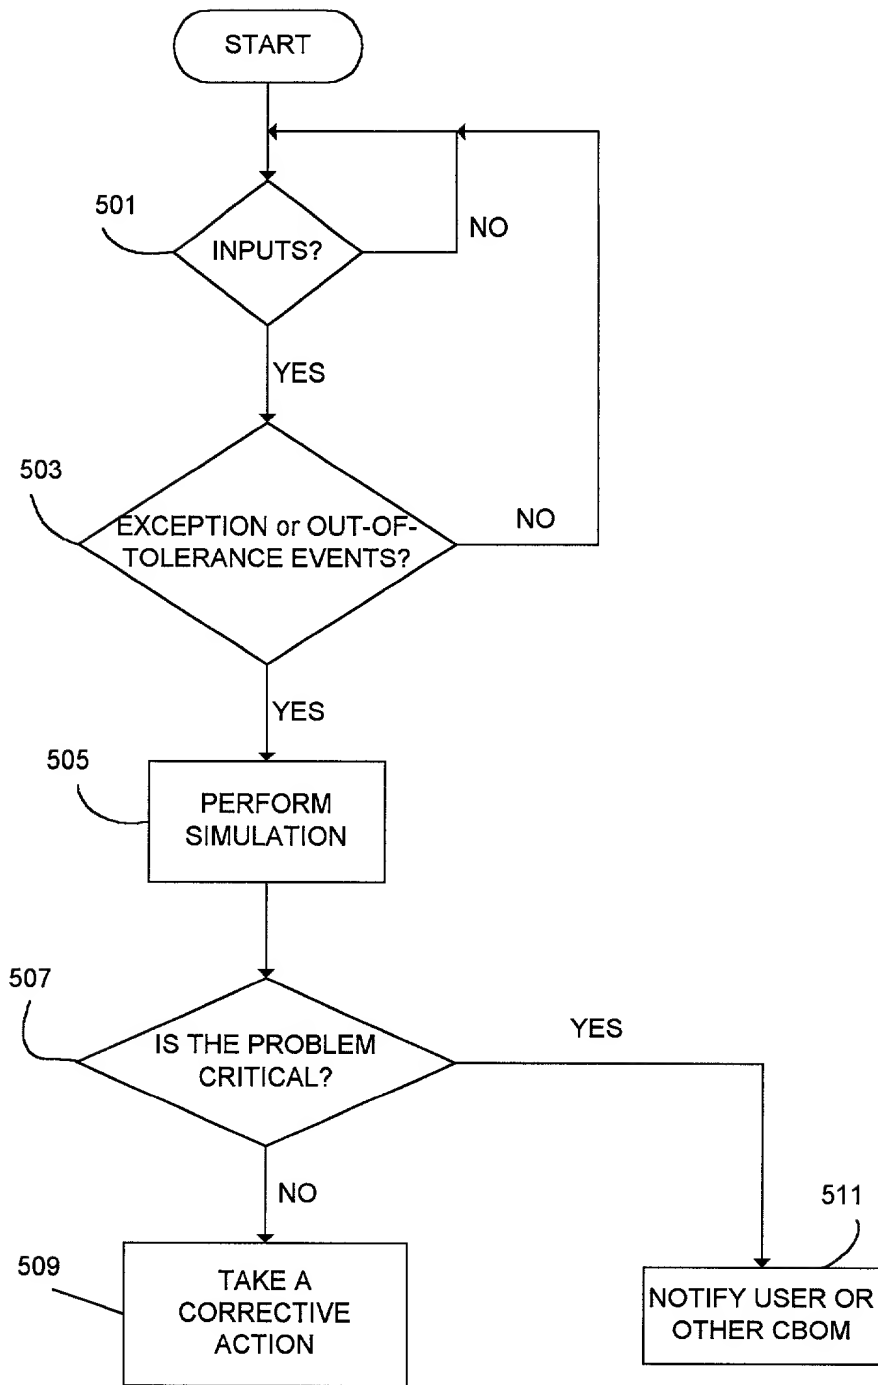 START
501
INPUTS?
NO
YES
503
EXCEPTION or OUT-OF-
TOLERANCE EVENTS?
NO
YES
505
PERFORM
SIMULATION
507
IS THE PROBLEM
CRITICAL?
YES
NO
509
TAKE A
CORRECTIVE
ACTION
511
NOTIFY USER OR
OTHER CBOM